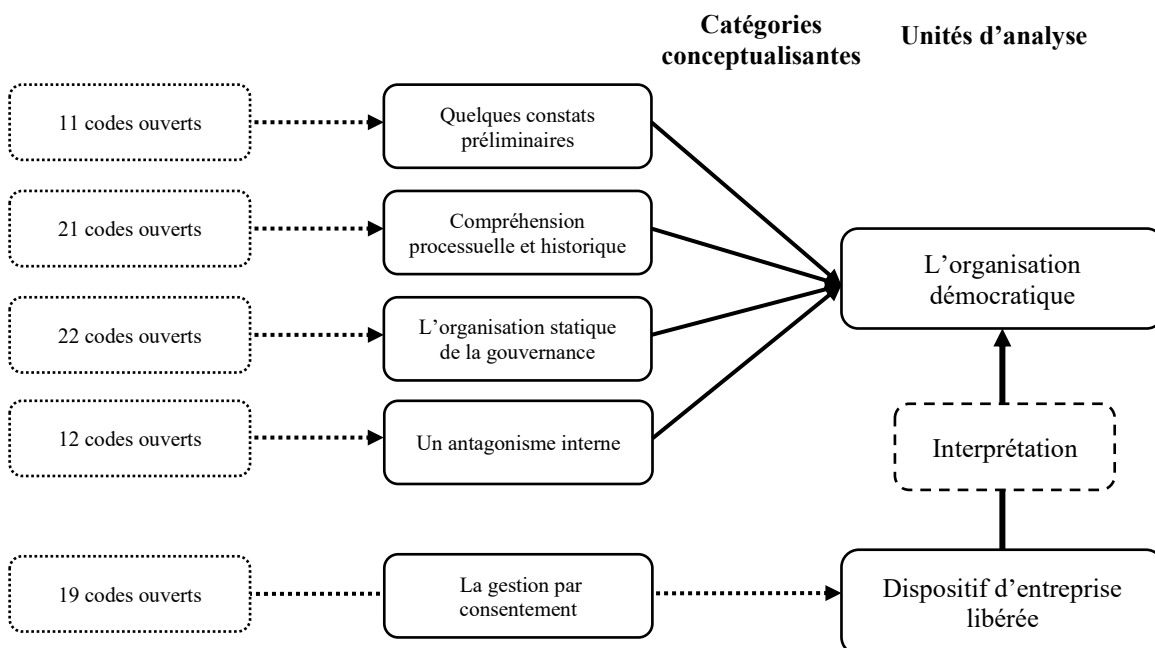 Catégories
conceptualisantes
Unités d’analyse
11 codes ouverts
Quelques constats
préliminaires
21 codes ouverts
Compréhension
processuelle et historique
L’organisation
démocratique
22 codes ouverts
L’organisation statique
de la gouvernance
12 codes ouverts
Un antagonisme interne
Interprétation
19 codes ouverts
La gestion par
consentement
Dispositif d’entreprise
libérée